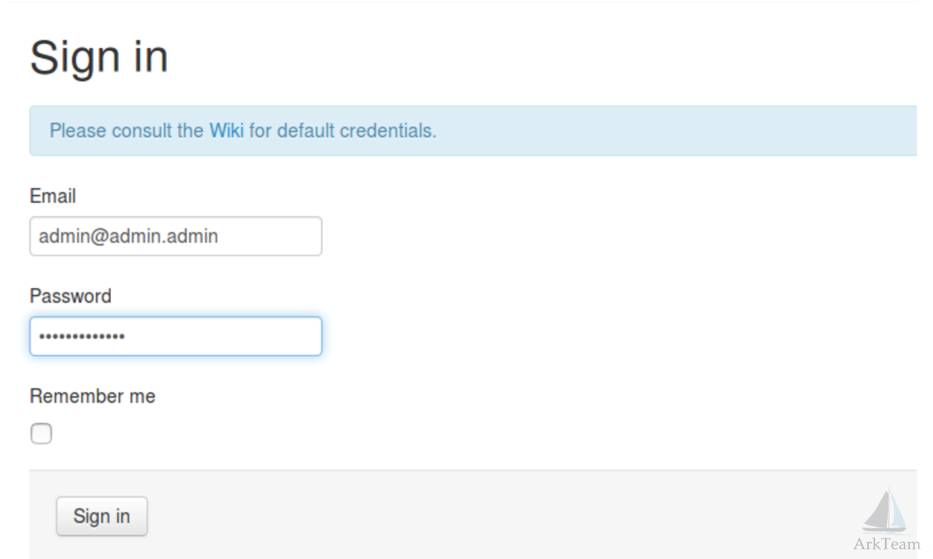 Sign in
Please consult the Wiki for default credentials.
Email
admin@admin.admin
Password
•••••••••••••
Remember me
Sign in
ArkTeam